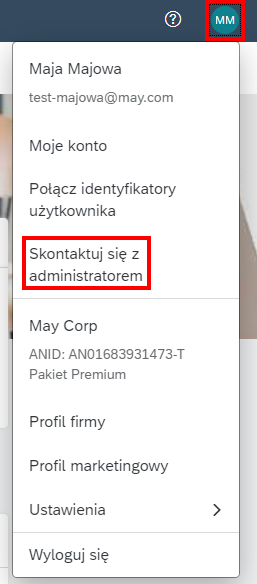 ?
MM
Maja Majowa
test-majowa@may.com
Moje konto
Połącz identyfikatory
użytkownika
Skontaktuj się z
administratorem
May Corp
ANID: AN01683931473-T
Pakiet Premium
Profil firmy
Profil marketingowy
Ustawienia
Wyloguj się